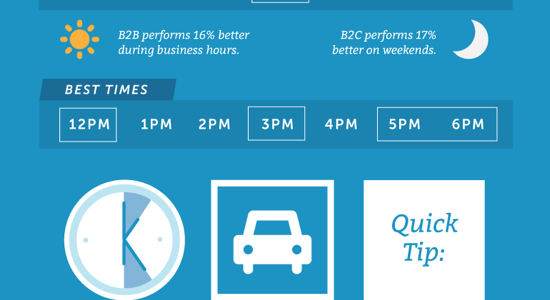 B2B performs 16% better
during business hours.
B2C performs 17%
better on weekends.
BEST TIMES
12PM 1PM 2PM 3PM 4PM 5PM 6PM
Quick
Tip: